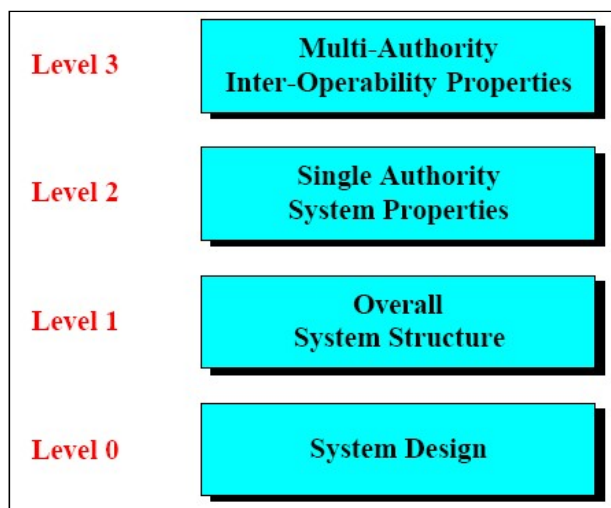 Level 3
Multi-Authority
Inter-Operability Properties
Level 2
Single Authority
System Properties
Level 1
Overall
System Structure
Level 0
System Design